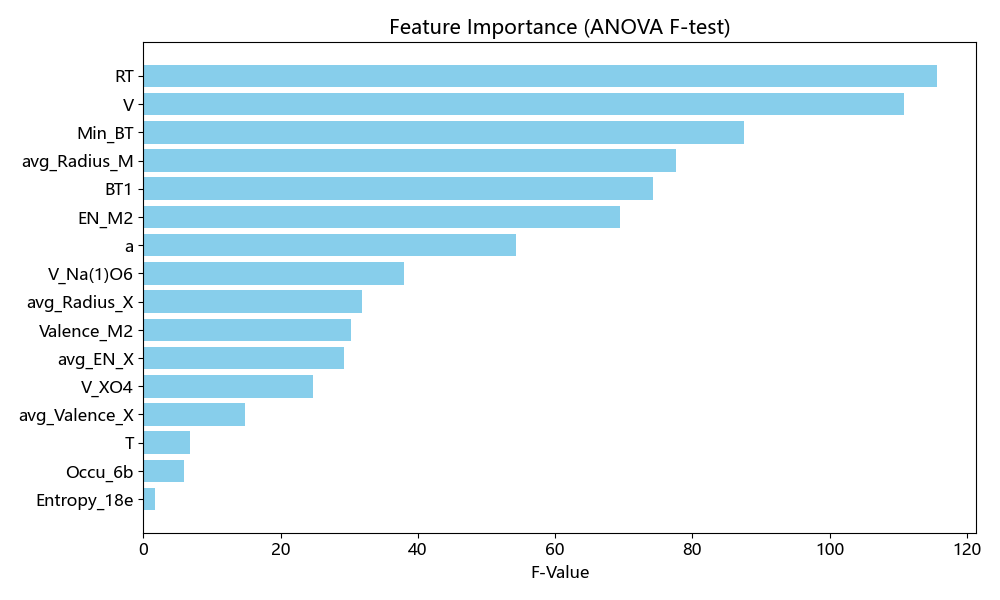 Feature Importance (ANOVA F-test)
RT
V
Min_BT
avg_Radius_M
BT1
EN_M2
a
V_Na(1)O6
avg_Radius_X
Valence_M2
avg_EN_X
V_XO4
avg_Valence_X
T
Occu_6b
Entropy_18e
0 20 40 60 80 100 120
F-Value